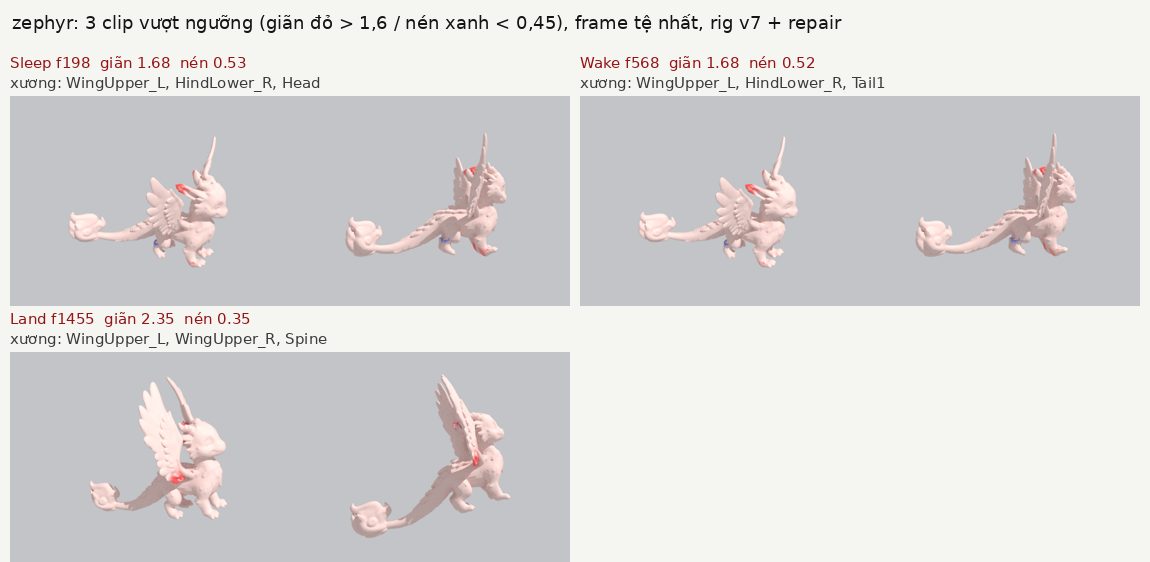 zephyr: 3 clip vượt ngưỡng (giãn đỏ > 1,6 / nén xanh < 0,45), frame tệ nhất, rig v7 + repair
Sleep f198 giãn 1.68 nén 0.53
xương: WingUpper_L, HindLower_R, Head
Wake f568 giãn 1.68 nén 0.52
xương: WingUpper_L, HindLower_R, Tail1
Land f1455 giãn 2.35 nén 0.35
xương: WingUpper_L, WingUpper_R, Spine